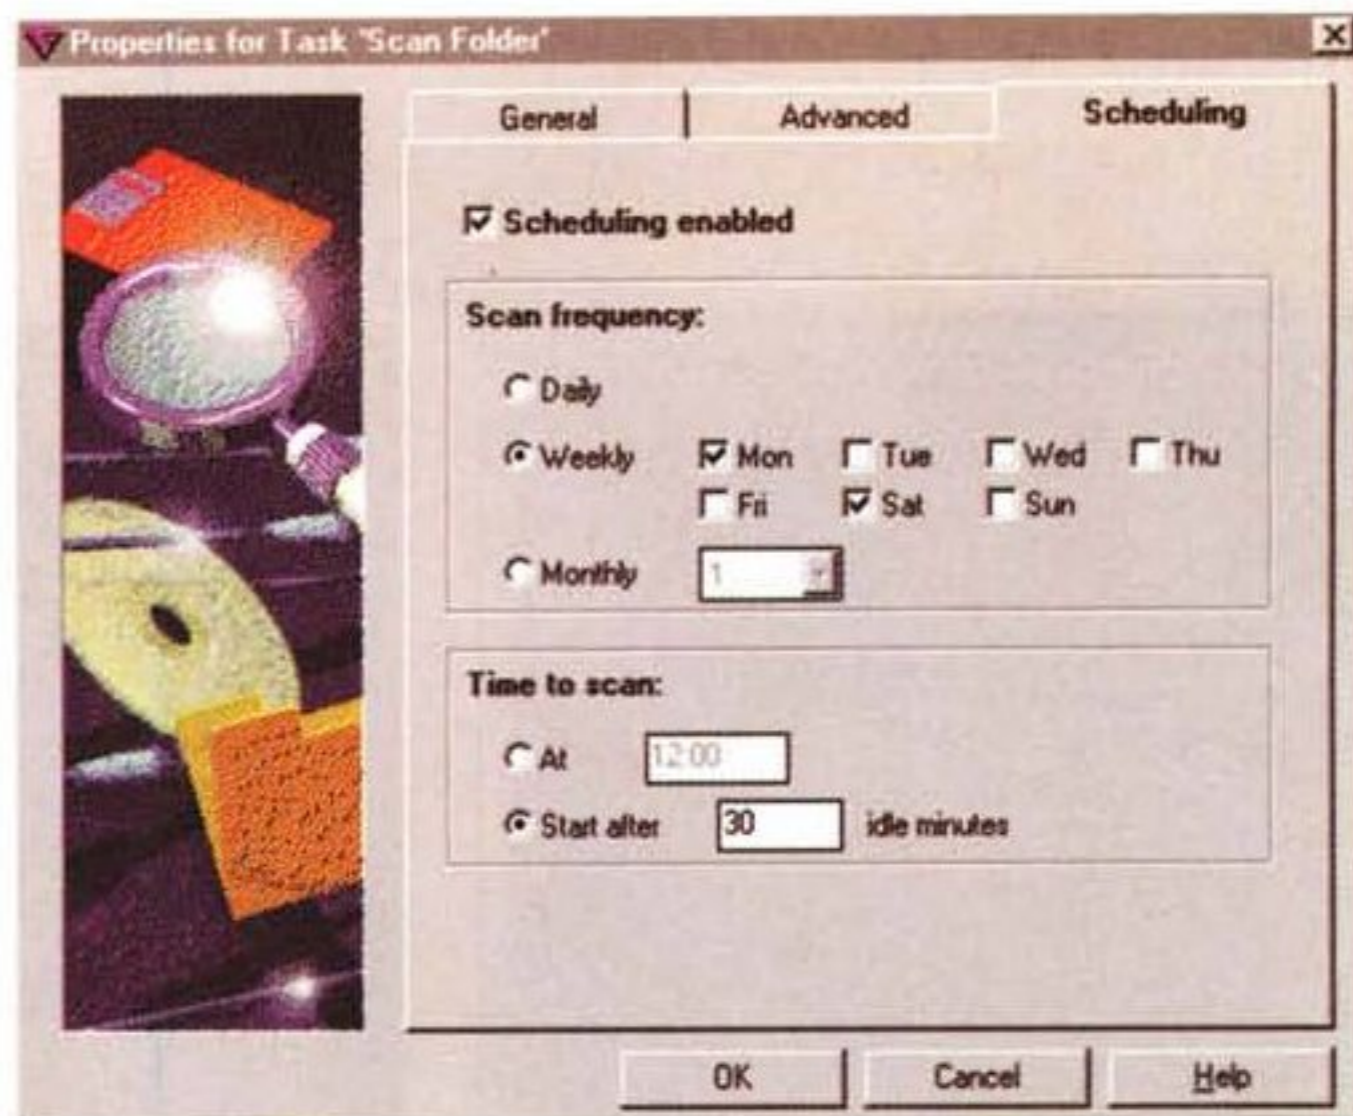 Properties for Task 'Scan Folder'
General Advanced Scheduling
Scheduling enabled
Scan frequency:
Daily
Weekly Mon Tue Wed Thu
Fri Sat Sun
Monthly 1
Time to scan:
At 12:00
Start after 30 idle minutes
OK Cancel Help